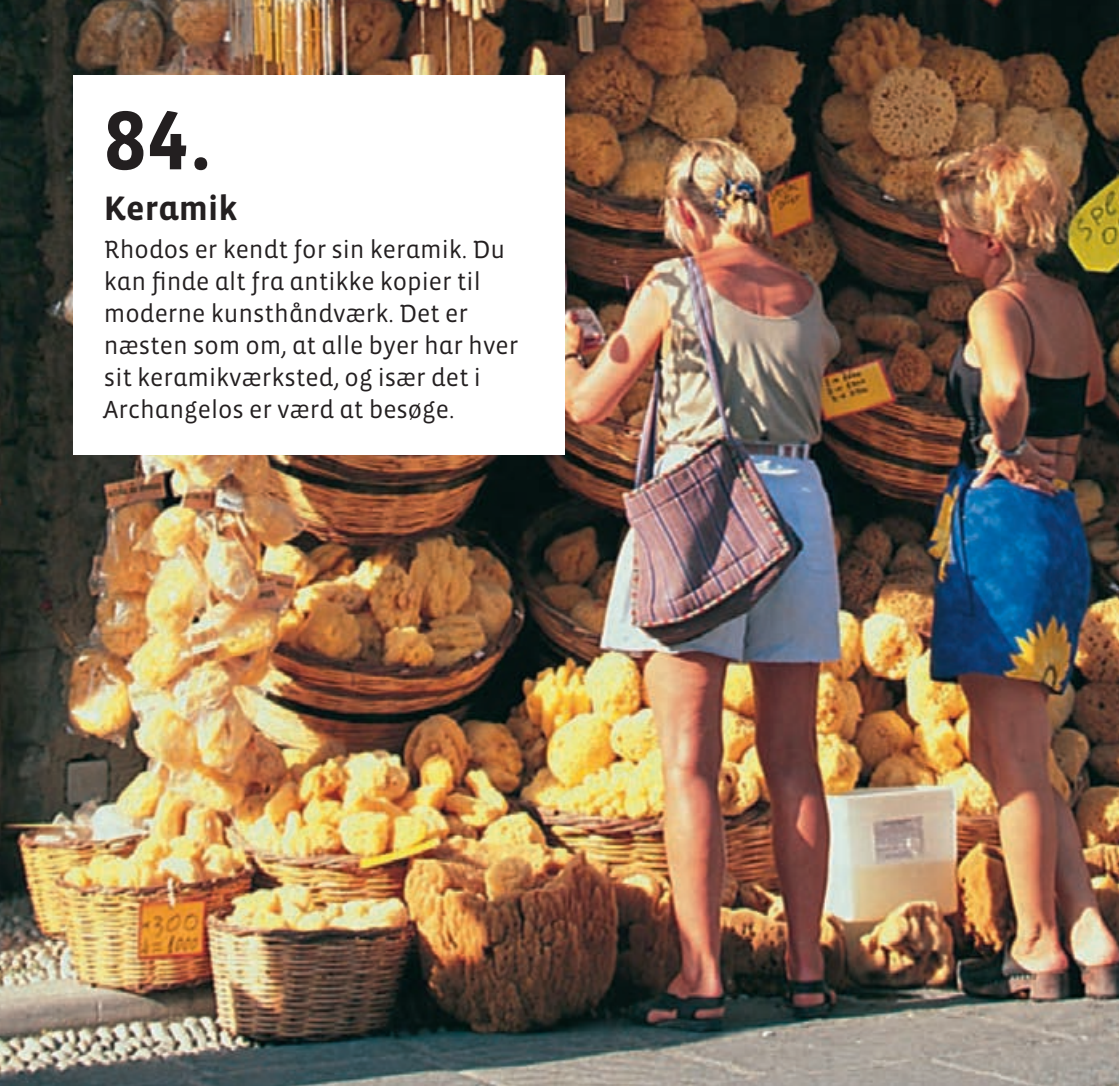 84.
Keramik
Rhodos er kendt for sin keramik. Du
kan finde alt fra antikke kopier til
moderne kunsthåndværk. Det er
næsten som om, at alle byer har hver
sit keramikværksted, og især det i
Archangelos er værd at besøge.
300
1000